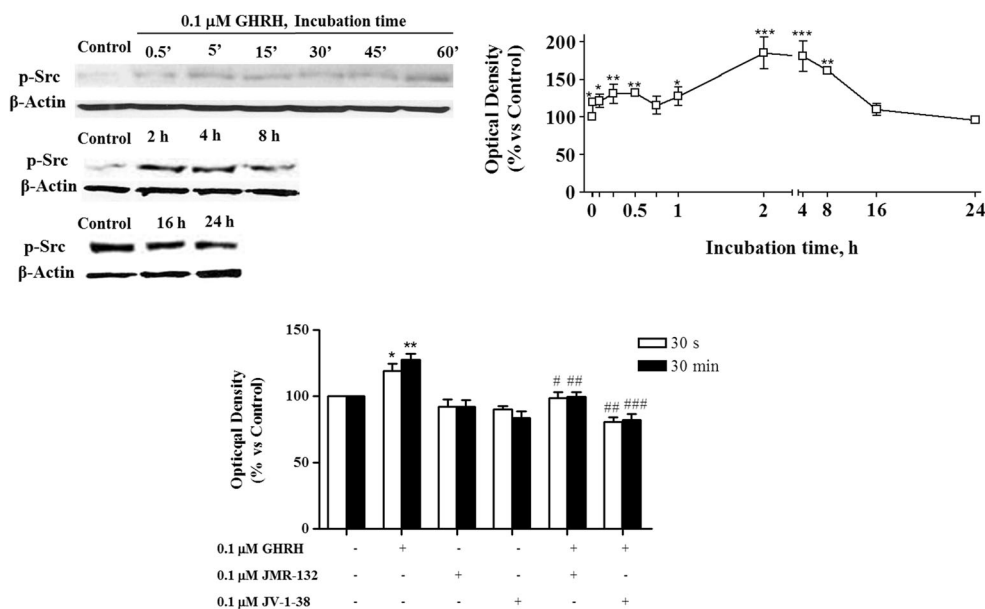 0.1 µM GHRH, Incubation time
Control 0.5’ 5’ 15’ 30’ 45’ 60’
p-Src
β-Actin
2 h 4 h 8 h
Control
p-Src
β-Actin
Control 16 h 24 h
p-Src
β-Actin
Optical Density
(% vs Control)
200
150
100
50
0
* * ** ** * *** *** **
0 0.5 1 2 4 8 16 24
Incubation time, h
Opticqal Density
(% vs Control)
150
100
50
0
* ** # ## ## ###
30 s
30 min
0.1 µM GHRH - + - - + +
0.1 µM JMR-132 - - + - + -
0.1 µM JV-1-38 - - - + - +